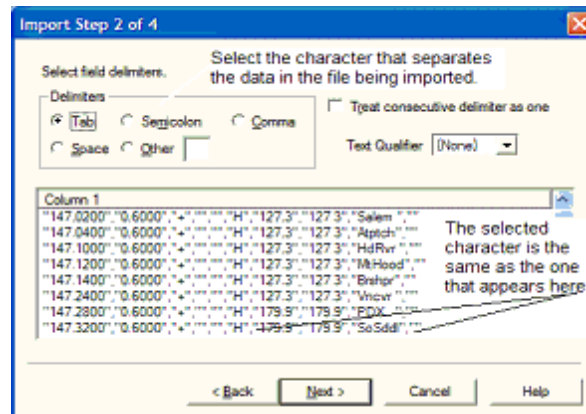 Import Step 2 of 4
Select field delimiters.
Select the character that separates
the data in the file being imported.
Delimiters
Tab Semicolon Comma
Space Other
Treat consecutive delimiter as one
Text Qualifier {None}
Column 1
"147.0200","0.6000","+","","","H","127.3","127.3","Salem ",""
"147.0400","0.6000","+","","","H","127.3","127.3","Atptch",""
"147.1000","0.6000","+","","","H","127.3","127.3","HdRvr",""
"147.1200","0.6000","+","","","H","127.3","127.3","MtHood",""
"147.1400","0.6000","+","","","H","127.3","127.3","Brshpr",""
"147.2400","0.6000","+","","","H","127.3","127.3","Vncvr",""
"147.2800","0.6000","+","","","H","179.9","179.9","PDX ",""
"147.3200","0.6000","+","","","H","179.9","179.9","SoSddl",""
The selected
character is the
same as the one
that appears here
< Back Next > Cancel Help